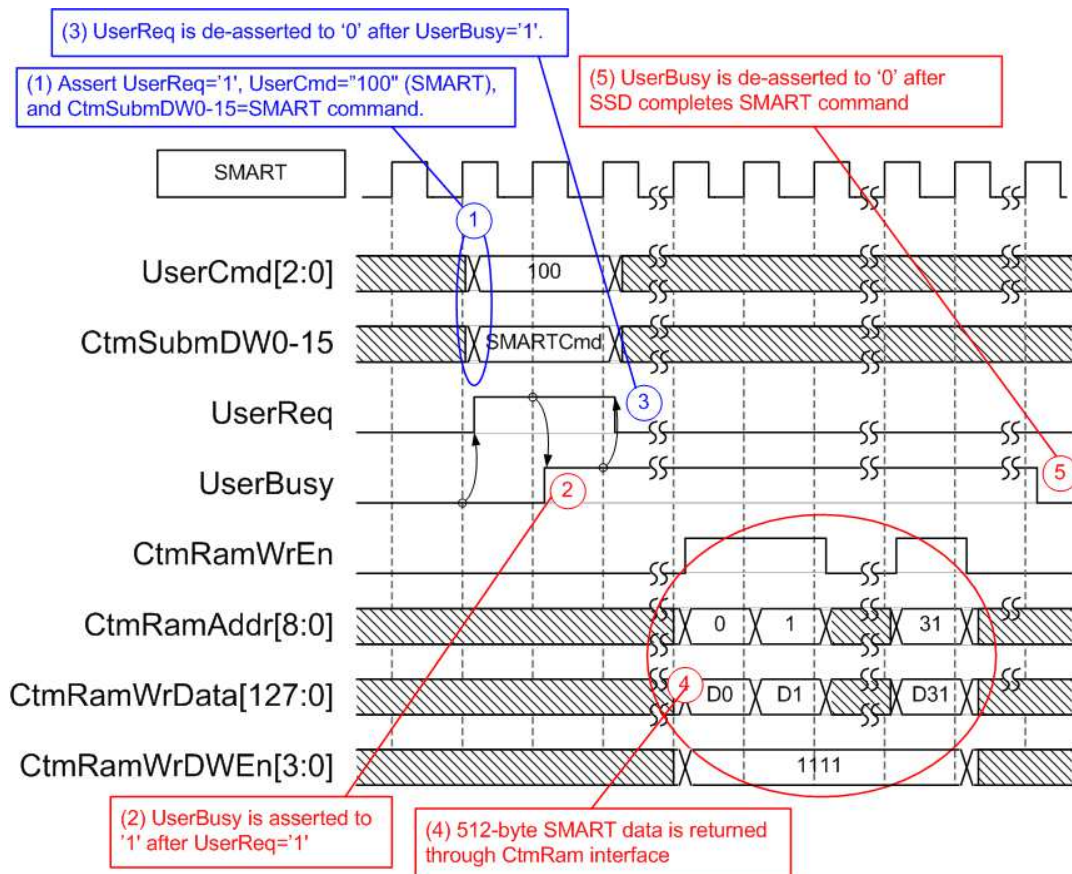 (3) UserReq is de-asserted to ‘0’ after UserBusy=’1’.
(1) Assert UserReq=’1’, UserCmd=”100" (SMART),
and CtmSubmDW0-15=SMART command.
(5) UserBusy is de-asserted to ‘0’ after
SSD completes SMART command
SMART
1
UserCmd[2:0]
100
CtmSubmDW0-15
SMARTCmd
UserReq
3
UserBusy
2
5
CtmRamWrEn
CtmRamAddr[8:0]
0
1
31
CtmRamWrData[127:0]
4
D0
D1
D31
CtmRamWrDWEn[3:0]
1111
(2) UserBusy is asserted to
’1’ after UserReq=’1’
(4) 512-byte SMART data is returned
through CtmRam interface